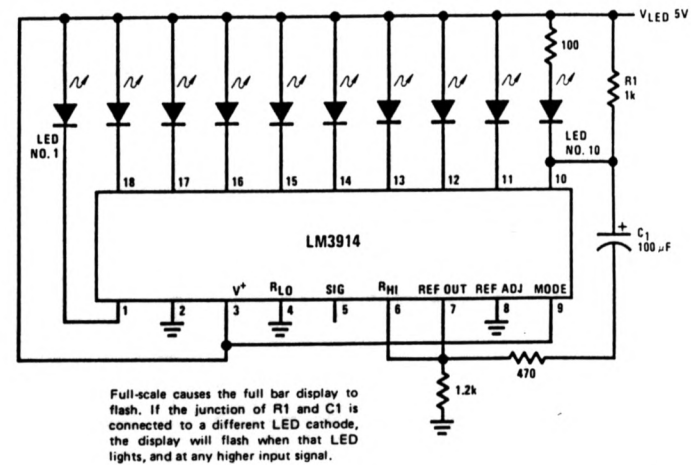 V LED 5V
100
R1
1k
LED
NO. 1
LED
NO. 10
18 17 16 15 14 13 12 11 10
LM3914
C1
100 µF
+
V+ RLO SIG RHI REF OUT REF ADJ MODE
1 2 3 4 5 6 7 8 9
470
1.2k
Full-scale causes the full bar display to
flash. If the junction of R1 and C1 is
connected to a different LED cathode,
the display will flash when that LED
lights, and at any higher input signal.